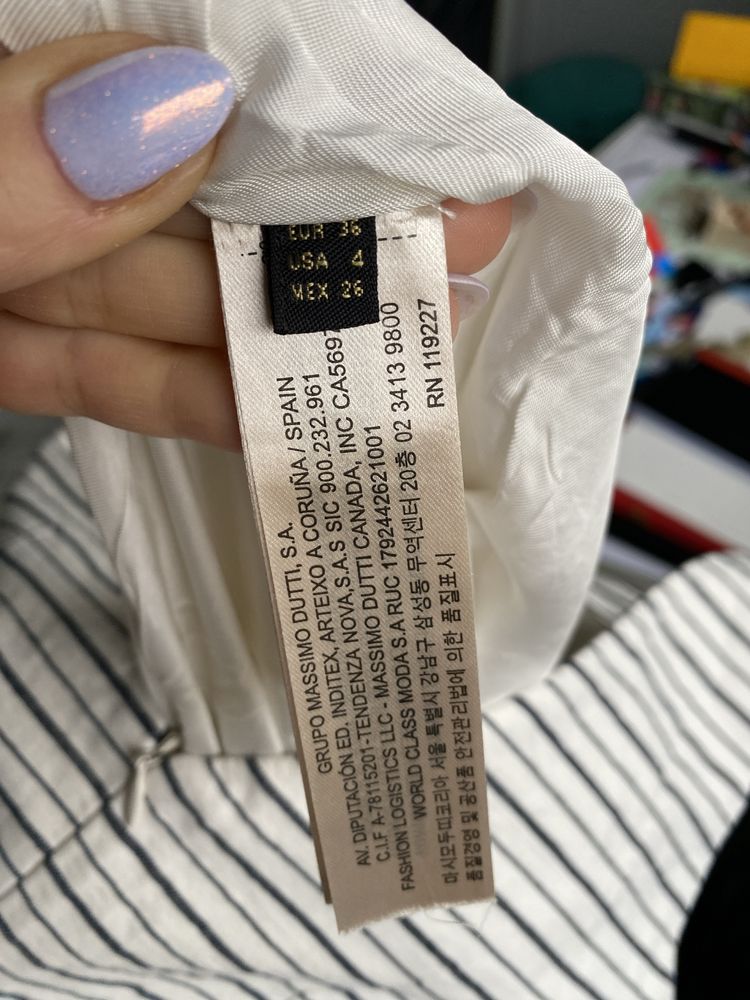 EUR 36
USA 4
MEX 26
GRUPO MASSIMO DUTTI, S.A.
AV. DIPUTACIÓN ED. INDITEX, ARTEIXO A CORUÑA / SPAIN
C.I.F A-78115201-TENDENZA NOVA, S.A.S SIC 900.232.961
FASHION LOGISTICS LLC - MASSIMO DUTTI CANADA, INC CA5697
WORLD CLASS MODA S.A RUC 1792442621001
마시모두띠코리아 서울 특별시 강남구 삼성동 무역센터 20층 02 3413 9800
품질경영 및 공산품 안전관리법에 의한 품질표시
RN 119227